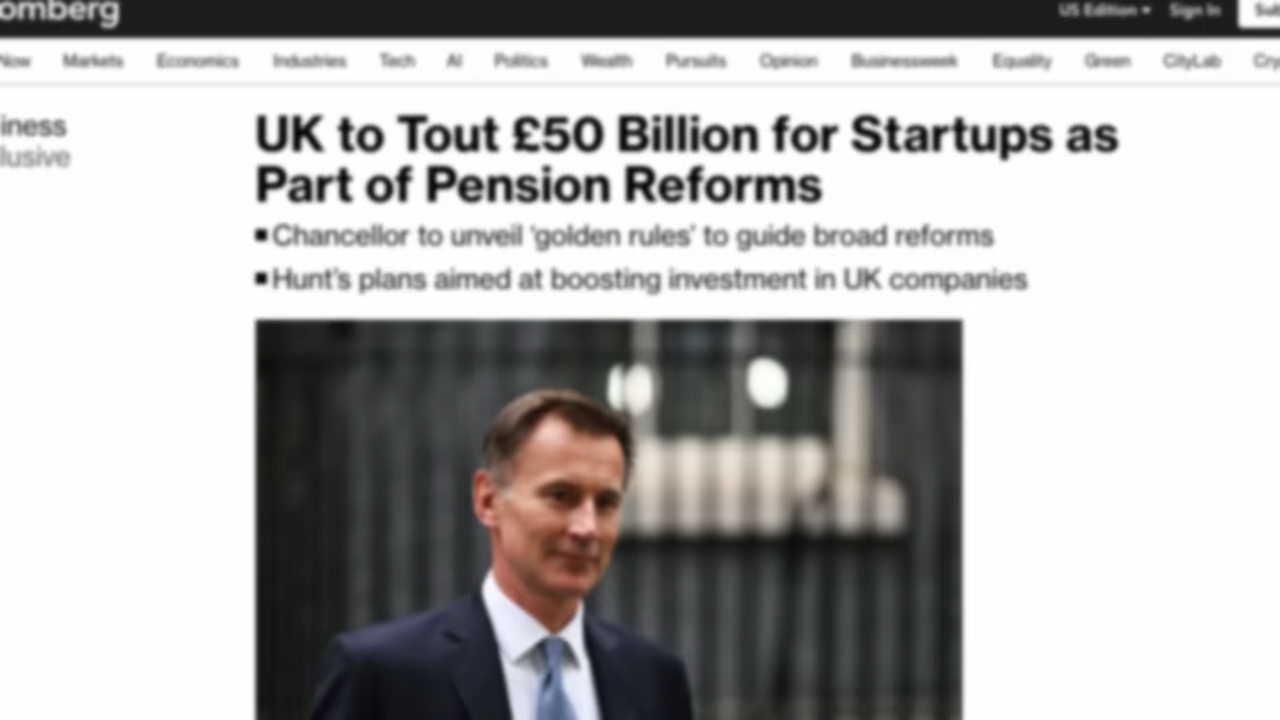 omberg
US Edition Sign In Sub
Now Markets Economics Industries Tech AI Politics Wealth Pursuits Opinion Businessweek Equality Green CityLab Cry
iness
lusive
UK to Tout £50 Billion for Startups as
Part of Pension Reforms
Chancellor to unveil ‘golden rules’ to guide broad reforms
Hunt’s plans aimed at boosting investment in UK companies